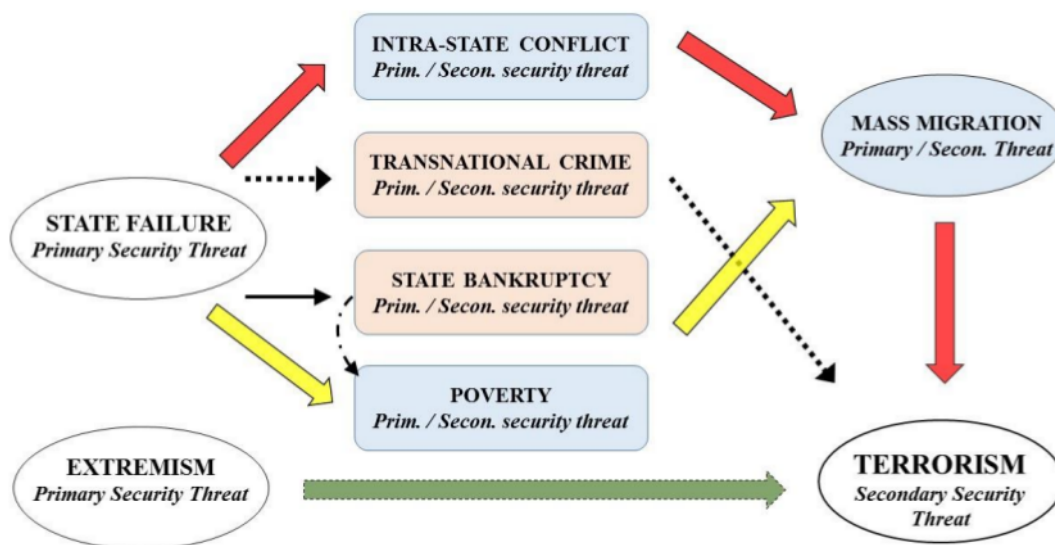 INTRA-STATE CONFLICT
Prim. / Secon. security threat
MASS MIGRATION
Primary / Secon. Threat
TRANSNATIONAL CRIME
Prim. / Secon. security threat
STATE FAILURE
Primary Security Threat
STATE BANKRUPTCY
Prim. / Secon. security threat
POVERTY
Prim. / Secon. security threat
EXTREMISM
Primary Security Threat
TERRORISM
Secondary Security
Threat